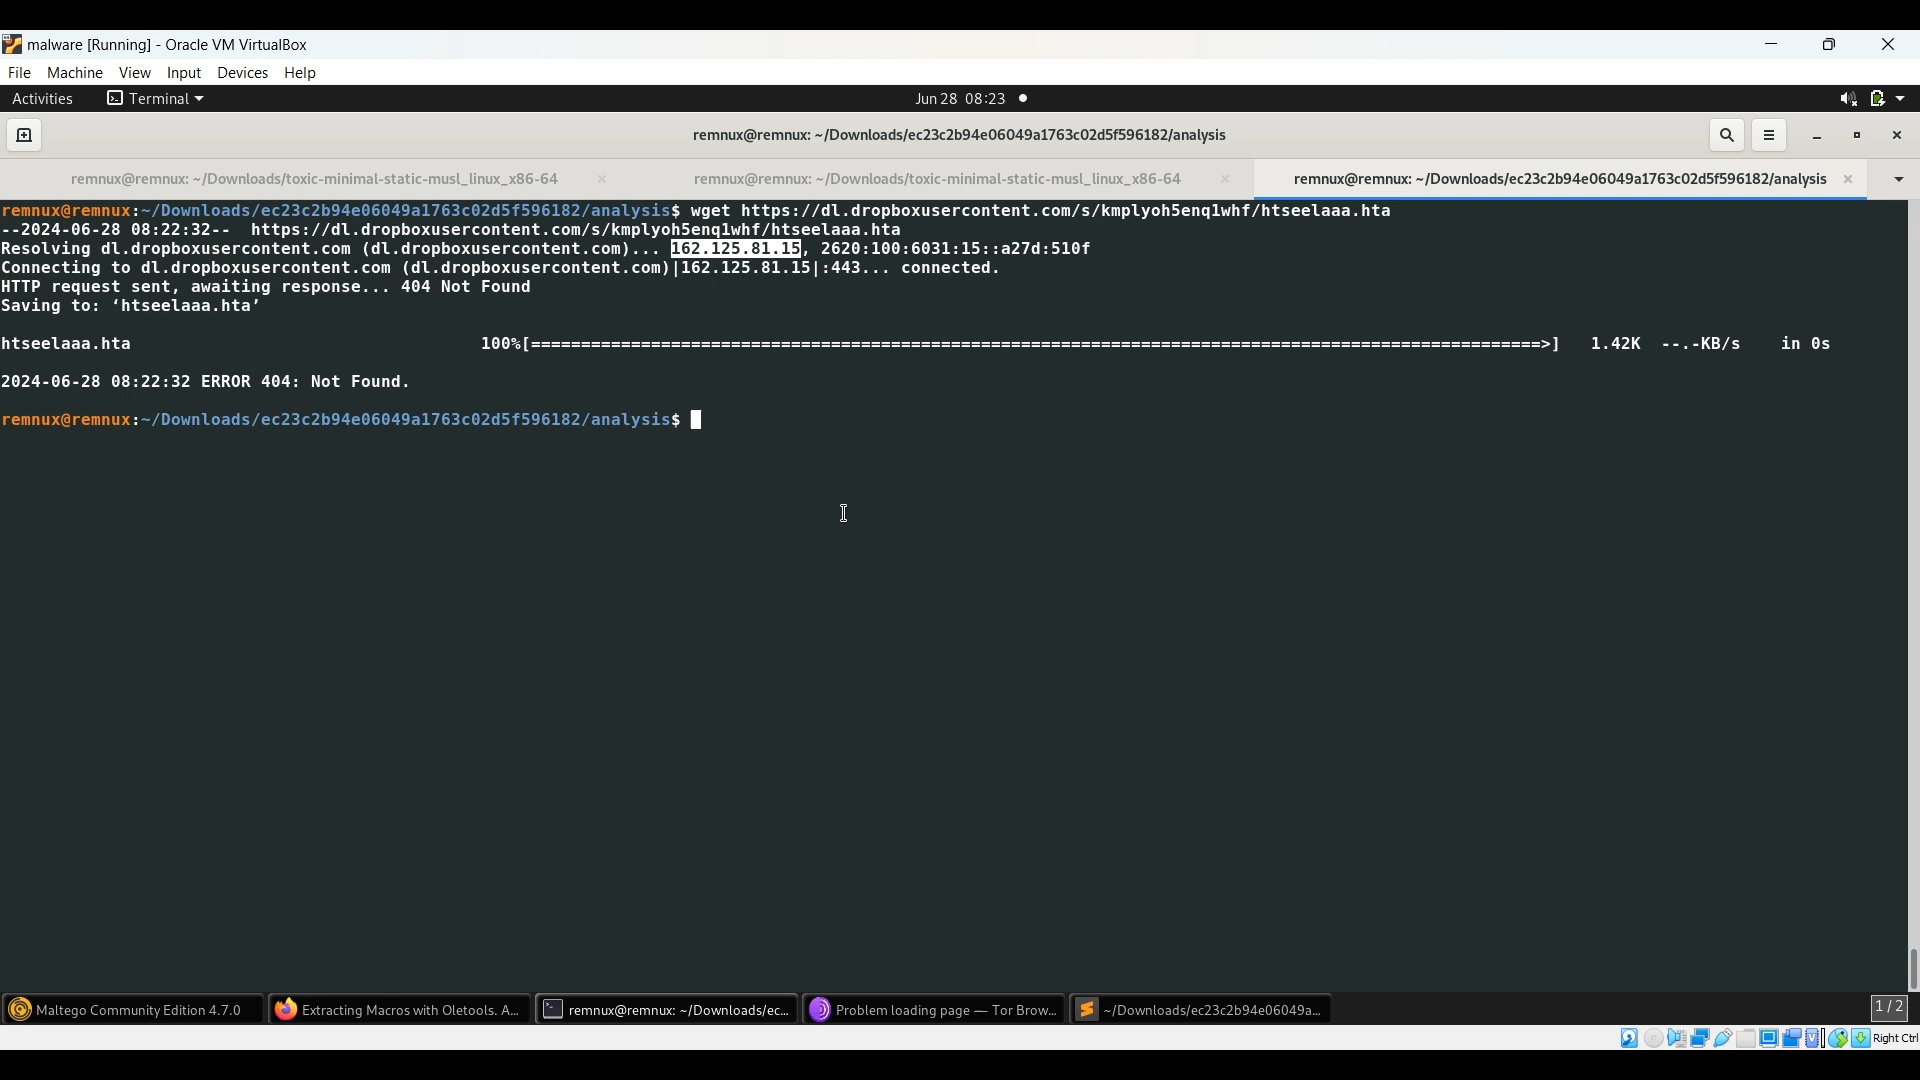 malware [Running] - Oracle VM VirtualBox
File Machine View Input Devices Help
Activities Terminal Jun 28 08:23
remnux@remnux: ~/Downloads/ec23c2b94e06049a1763c02d5f596182/analysis
remnux@remnux: ~/Downloads/toxic-minimal-static-musl_linux_x86-64 remnux@remnux: ~/Downloads/toxic-minimal-static-musl_linux_x86-64 remnux@remnux: ~/Downloads/ec23c2b94e06049a1763c02d5f596182/analysis
remnux@remnux:~/Downloads/ec23c2b94e06049a1763c02d5f596182/analysis$ wget https://dl.dropboxusercontent.com/s/kmplyoh5enq1whf/htseelaaa.hta
--2024-06-28 08:22:32--  https://dl.dropboxusercontent.com/s/kmplyoh5enq1whf/htseelaaa.hta
Resolving dl.dropboxusercontent.com (dl.dropboxusercontent.com)... 162.125.81.15, 2620:100:6031:15::a27d:510f
Connecting to dl.dropboxusercontent.com (dl.dropboxusercontent.com)|162.125.81.15|:443... connected.
HTTP request sent, awaiting response... 404 Not Found
Saving to: ‘htseelaaa.hta’
htseelaaa.hta 100%[=====================================================================================================>] 1.42K --.-KB/s in 0s
2024-06-28 08:22:32 ERROR 404: Not Found.
remnux@remnux:~/Downloads/ec23c2b94e06049a1763c02d5f596182/analysis$
Maltego Community Edition 4.7.0 Extracting Macros with Oletools. A... remnux@remnux: ~/Downloads/ec... Problem loading page — Tor Brow... ~/Downloads/ec23c2b94e06049a... 1 / 2
Right Ctrl